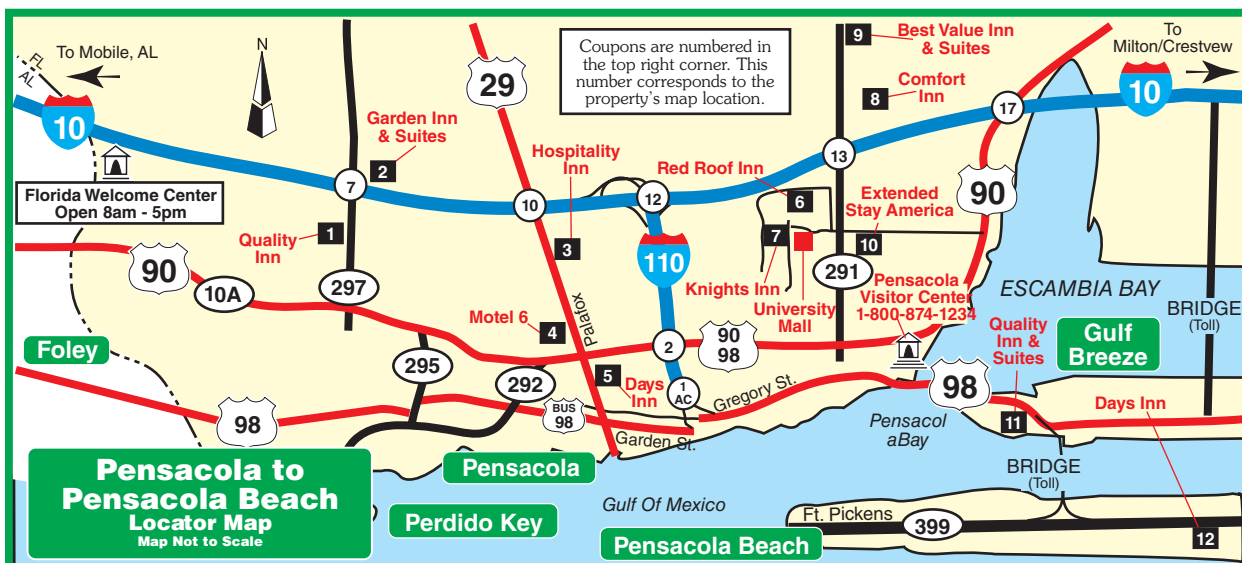 To Mobile, AL
FL
AL
10
N
29
Coupons are numbered in
the top right corner. This
number corresponds to the
property's map location.
9
Best Value Inn
& Suites
8
Comfort
Inn
To
Milton/Crestvew
10
17
13
Florida Welcome Center
Open 8am - 5pm
Garden Inn
& Suites
2
7
Hospitality
Inn
10
12
Red Roof Inn
6
Extended
Stay America
10
90
Quality
Inn
1
3
110
7
Knights Inn
University
Mall
291
Pensacola
Visitor Center
1-800-874-1234
ESCAMBIA BAY
BRIDGE
(Toll)
90
10A
297
Motel 6
4
Palafox
2
90
98
Quality
Inn &
Suites
Gulf
Breeze
Foley
295
292
5
Days
Inn
1
AC
Gregory St.
98
98
BUS
98
Garden St.
Pensacol
aBay
11
Days Inn
Pensacola to
Pensacola Beach
Locator Map
Map Not to Scale
Pensacola
Perdido Key
Gulf Of Mexico
Pensacola Beach
BRIDGE
(Toll)
Ft. Pickens
399
12